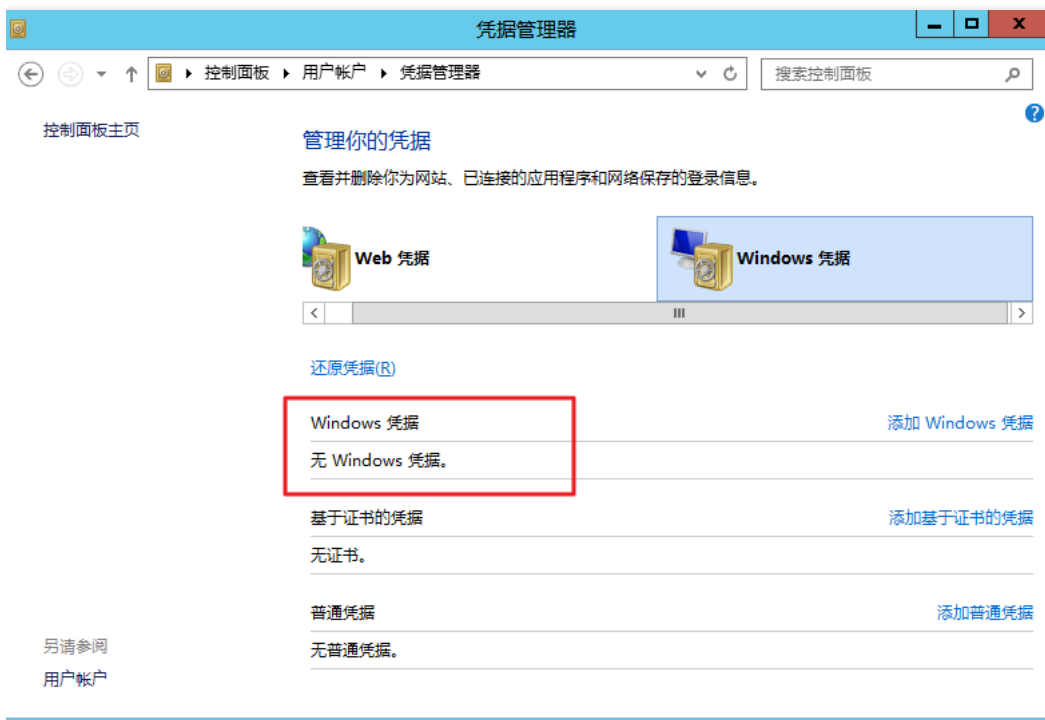 凭据管理器
控制面板 用户帐户 凭据管理器 搜索控制面板
控制面板主页
管理你的凭据
查看并删除你为网站、已连接的应用程序和网络保存的登录信息。
Web 凭据 Windows 凭据
还原凭据(R)
Windows 凭据 添加 Windows 凭据
无 Windows 凭据。
基于证书的凭据 添加基于证书的凭据
无证书。
普通凭据 添加普通凭据
无普通凭据。
另请参阅
用户帐户